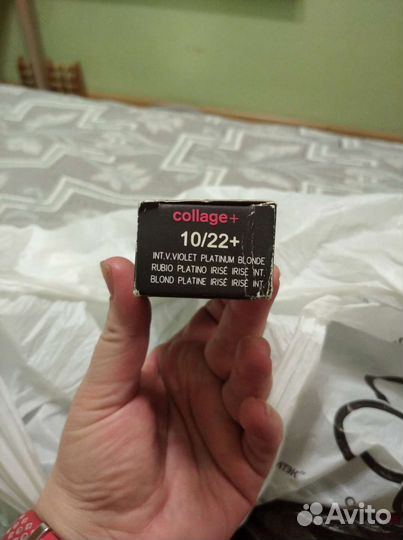 collage+
10/22+
INT.V.VIOLET PLATINUM BLONDE
RUBIO PLATINO IRISÉ IRISÉ INT.
BLOND PLATINE IRISÉ IRISÉ INT.
Avito